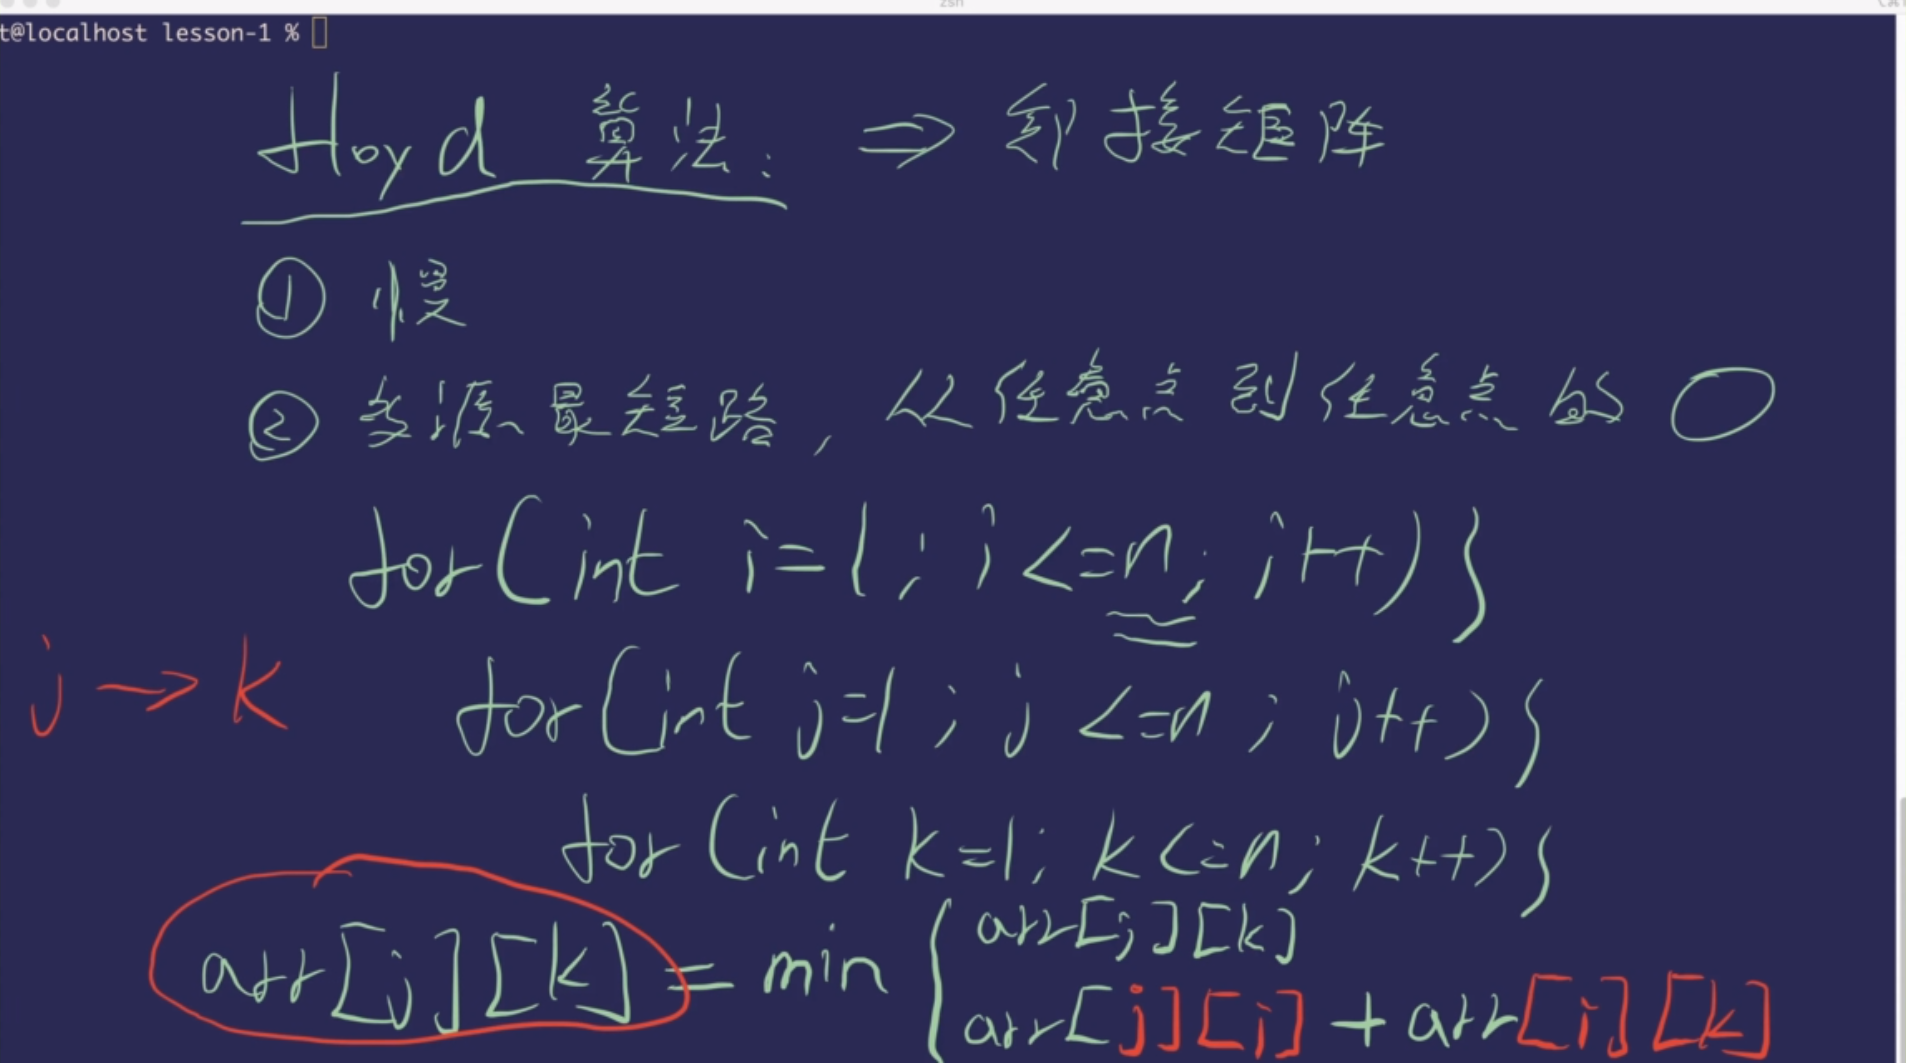 zsh
t@localhost lesson-1 %
Floyd 算法: ⇒ 邻接矩阵
① 慢
② 多源最短路, 从任意点到任意点的
for(int i=1; i<=n; i++){
j → k
for(int j=1; j<=n; j++){
for(int k=1; k<=n; k++){
arr[j][k] = min { arr[j][k]
arr[j][i] + arr[i][k]